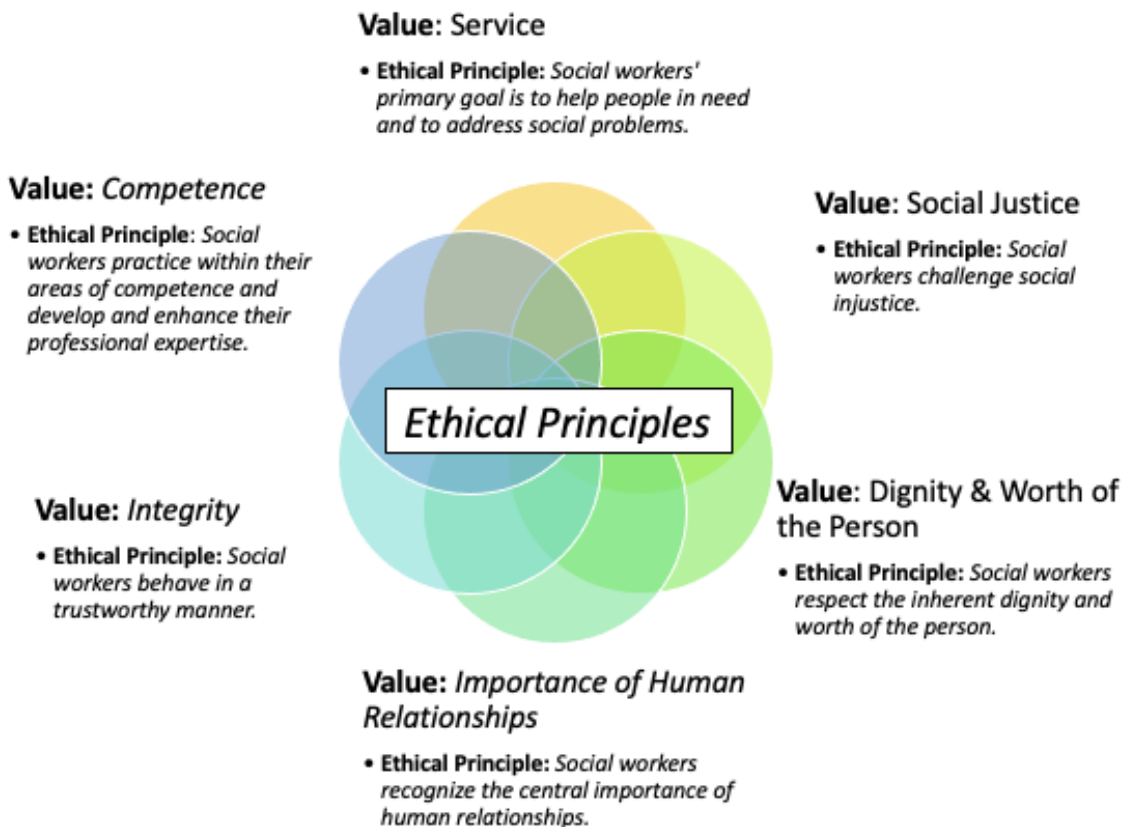 Value: Service
• Ethical Principle: Social workers'
primary goal is to help people in need
and to address social problems.
Value: Competence
• Ethical Principle: Social
workers practice within their
areas of competence and
develop and enhance their
professional expertise.
Value: Social Justice
• Ethical Principle: Social
workers challenge social
injustice.
Ethical Principles
Value: Integrity
• Ethical Principle: Social
workers behave in a
trustworthy manner.
Value: Dignity & Worth of
the Person
• Ethical Principle: Social workers
respect the inherent dignity and
worth of the person.
Value: Importance of Human
Relationships
• Ethical Principle: Social workers
recognize the central importance of
human relationships.